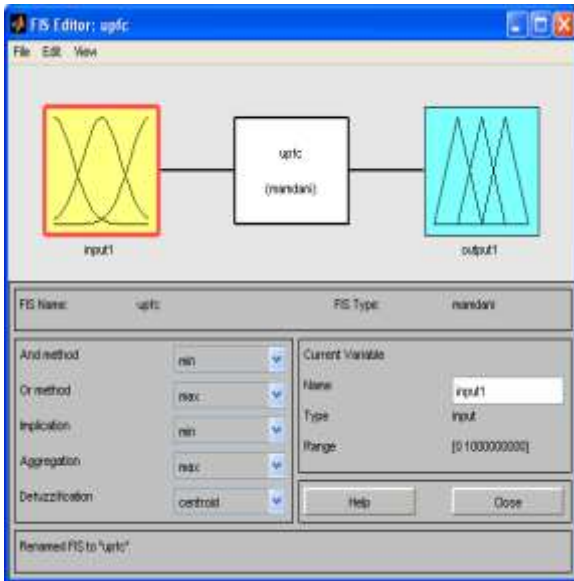 FIS Editor: upfc
File Edit View
upfc
(mamdani)
input1
output1
FIS Name: upfc FIS Type: mamdani
And method min
Or method max
Implication min
Aggregation max
Defuzzification centroid
Current Variable
Name input1
Type input
Range [0 1000000000]
Help Close
Renamed FIS to "upfc"